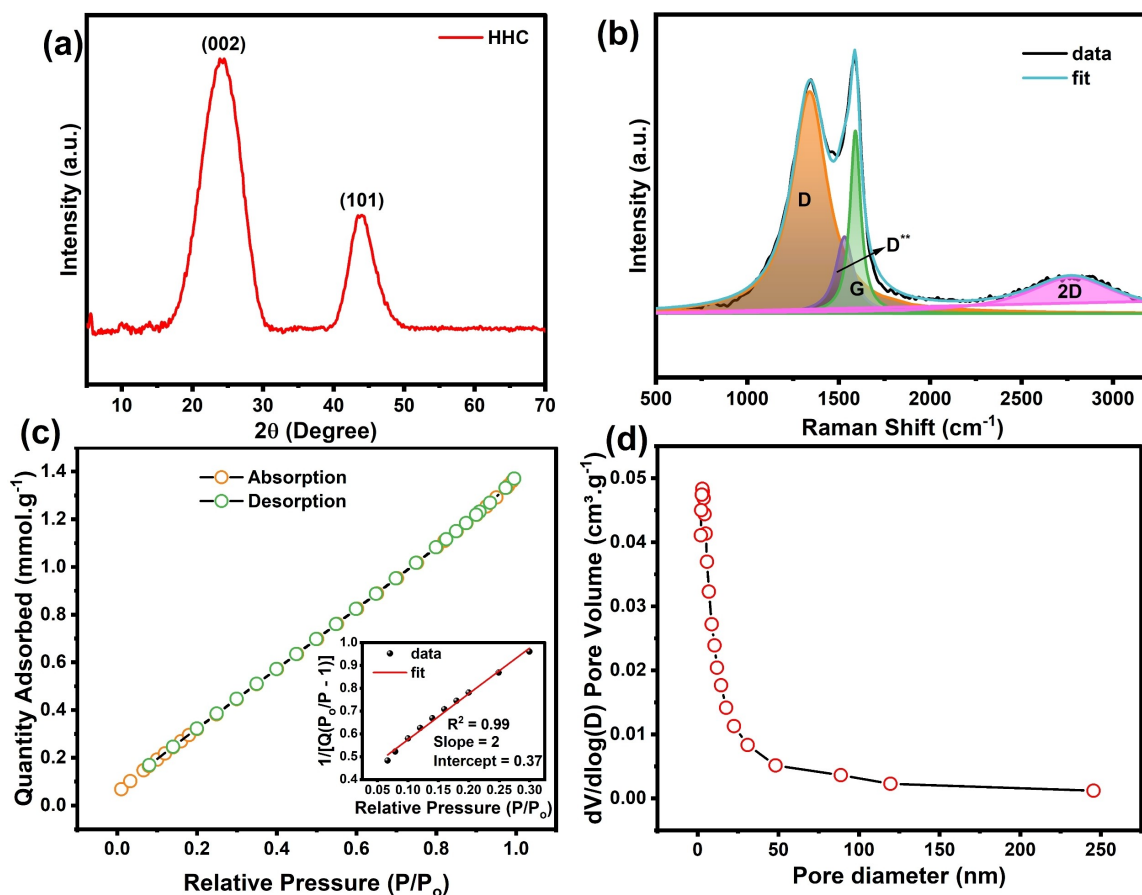 (a)
HHC
(002)
(101)
Intensity (a.u.)
10 20 30 40 50 60 70
2θ (Degree)
(b)
data
fit
D
D**
G
2D
Intensity (a.u.)
500 1000 1500 2000 2500 3000
Raman Shift (cm-1)
(c)
Absorption
Desorption
Quantity Adsorbed (mmol.g-1)
1.4
1.2
1.0
0.8
0.6
0.4
0.2
0.0
0.0 0.2 0.4 0.6 0.8 1.0
Relative Pressure (P/Po)
data
fit
R2 = 0.99
Slope = 2
Intercept = 0.37
1/[Q(Po/P - 1)]
1.0
0.9
0.8
0.7
0.6
0.5
0.4
0.05 0.10 0.15 0.20 0.25 0.30
Relative Pressure (P/Po)
(d)
dV/dlog(D) Pore Volume (cm³.g-1)
0.05
0.04
0.03
0.02
0.01
0.00
0 50 100 150 200 250
Pore diameter (nm)